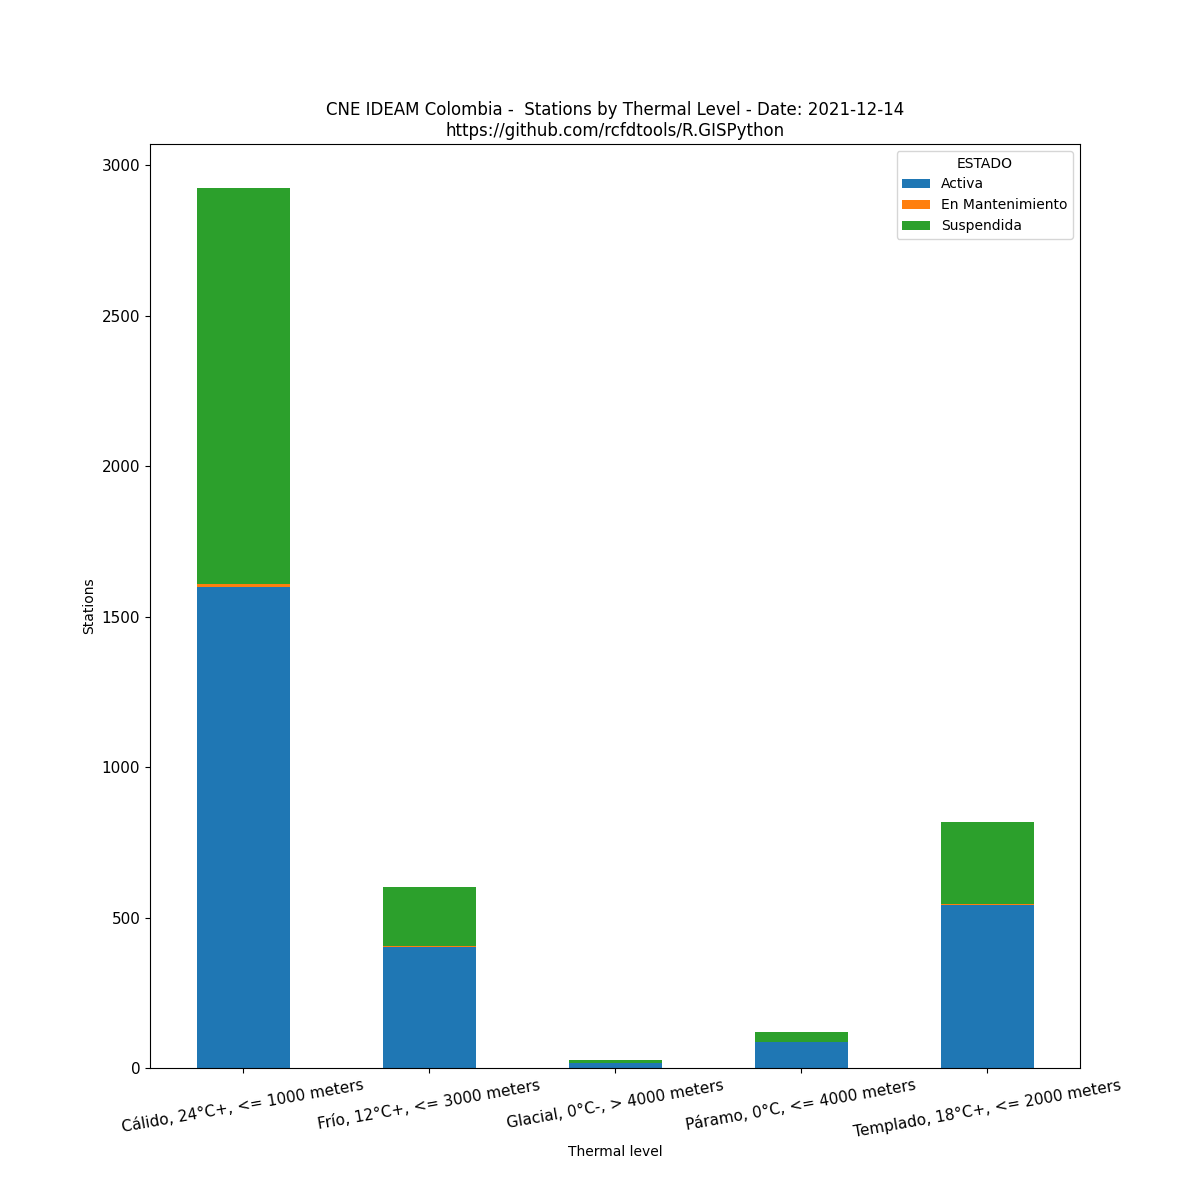 CNE IDEAM Colombia -  Stations by Thermal Level - Date: 2021-12-14
https://github.com/rcfdtools/R.GISPython
ESTADO
Activa
En Mantenimiento
Suspendida
3000
2500
2000
1500
1000
500
0
Stations
Cálido, 24°C+, <= 1000 meters
Frío, 12°C+, <= 3000 meters
Glacial, 0°C-, > 4000 meters
Páramo, 0°C, <= 4000 meters
Templado, 18°C+, <= 2000 meters
Thermal level